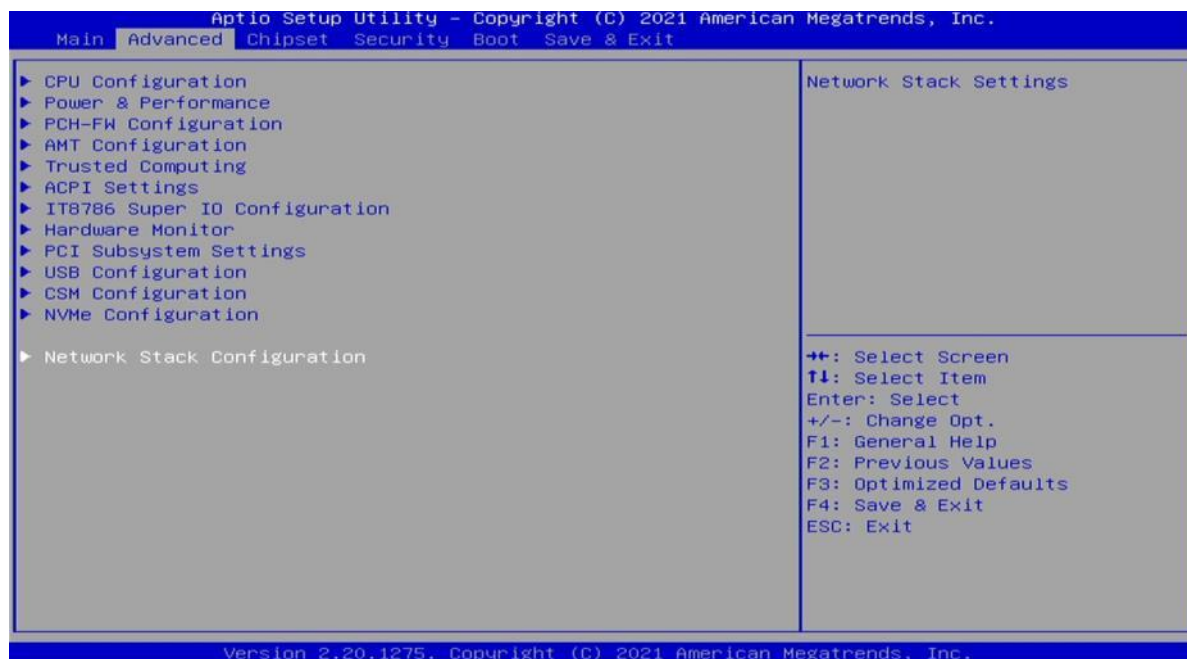 Aptio Setup Utility – Copyright (C) 2021 American Megatrends, Inc.
Main Advanced Chipset Security Boot Save & Exit
▶ CPU Configuration
▶ Power & Performance
▶ PCH-FW Configuration
▶ AMT Configuration
▶ Trusted Computing
▶ ACPI Settings
▶ IT8786 Super IO Configuration
▶ Hardware Monitor
▶ PCI Subsystem Settings
▶ USB Configuration
▶ CSM Configuration
▶ NVMe Configuration
▶ Network Stack Configuration
Network Stack Settings
→←: Select Screen
↑↓: Select Item
Enter: Select
+/-: Change Opt.
F1: General Help
F2: Previous Values
F3: Optimized Defaults
F4: Save & Exit
ESC: Exit
Version 2.20.1275. Copyright (C) 2021 American Megatrends, Inc.